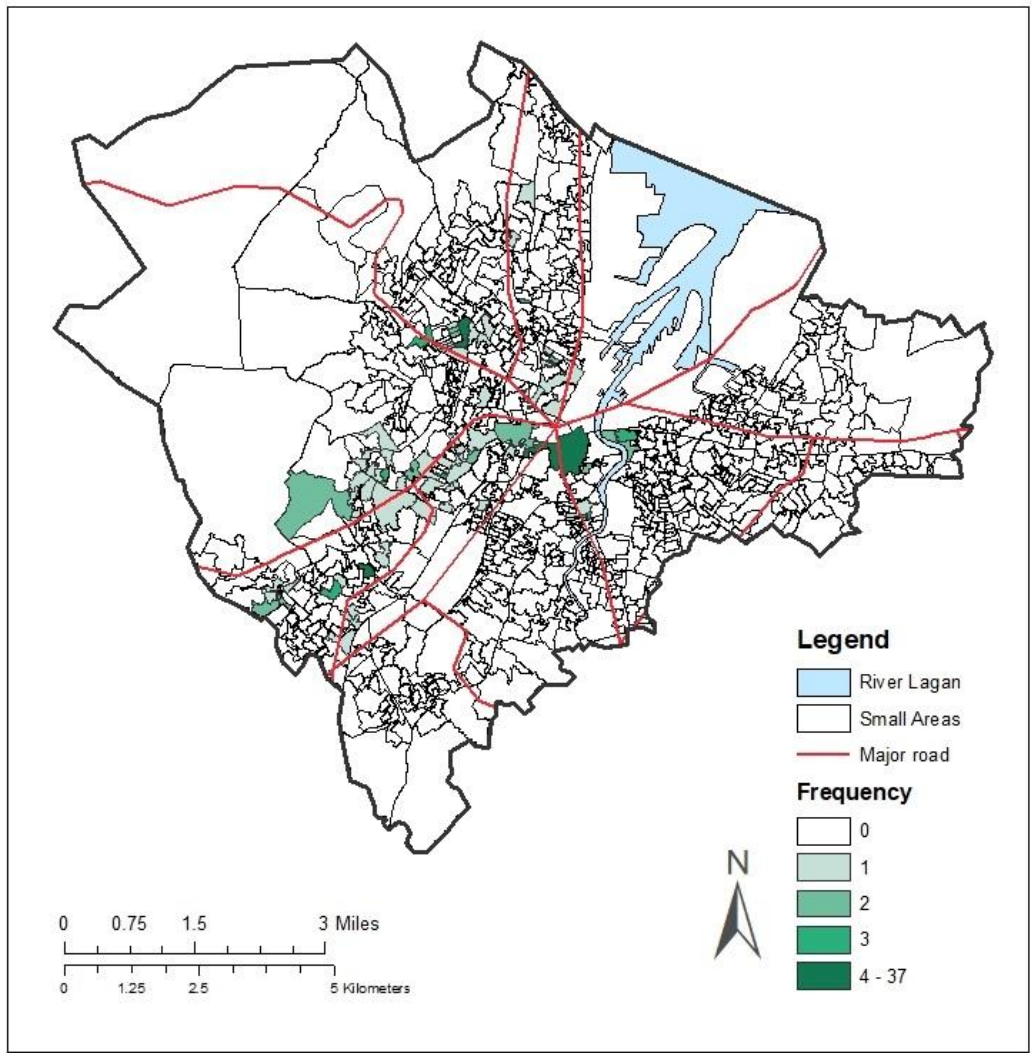 Legend
River Lagan
Small Areas
Major road
Frequency
0
1
2
3
4 - 37
N
0 0.75 1.5 3 Miles
0 1.25 2.5 5 Kilometers